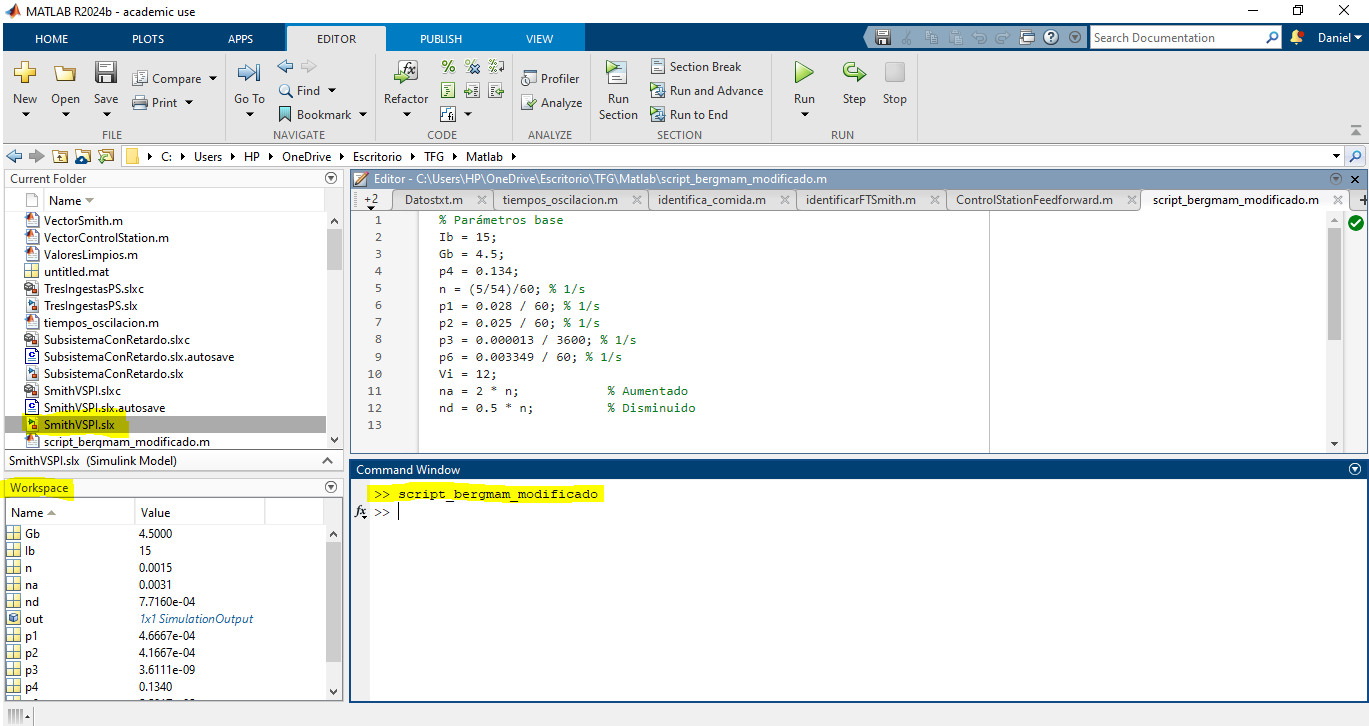 MATLAB R2024b - academic use
HOME PLOTS APPS EDITOR PUBLISH VIEW Search Documentation Daniel
New Open Save Compare Print Go To Find Bookmark Refactor Profiler Analyze Run Section Section Break Run and Advance Run to End Run Step Stop
FILE NAVIGATE CODE ANALYZE SECTION RUN
C: Users HP OneDrive Escritorio TFG Matlab
Current Folder
Name
VectorSmith.m
VectorControlStation.m
ValoresLimpios.m
untitled.mat
TresIngestasPS.slxc
TresIngestasPS.slx
tiempos_oscilacion.m
SubsistemaConRetardo.slxc
SubsistemaConRetardo.slx.autosave
SubsistemaConRetardo.slx
SmithVSPI.slxc
SmithVSPI.slx.autosave
SmithVSPI.slx
script_bergmam_modificado.m
SmithVSPI.slx (Simulink Model)
Workspace
Name Value
Gb 4.5000
Ib 15
n 0.0015
na 0.0031
nd 7.7160e-04
out 1x1 SimulationOutput
p1 4.6667e-04
p2 4.1667e-04
p3 3.6111e-09
p4 0.1340
Editor - C:\Users\HP\OneDrive\Escritorio\TFG\Matlab\script_bergmam_modificado.m
+2 Datostxt.m tiempos_oscilacion.m identifica_comida.m identificarFTSmith.m ControlStationFeedforward.m script_bergmam_modificado.m
1 % Parámetros base
2 Ib = 15;
3 Gb = 4.5;
4 p4 = 0.134;
5 n = (5/54)/60; % 1/s
6 p1 = 0.028 / 60; % 1/s
7 p2 = 0.025 / 60; % 1/s
8 p3 = 0.000013 / 3600; % 1/s
9 p6 = 0.003349 / 60; % 1/s
10 Vi = 12;
11 na = 2 * n; % Aumentado
12 nd = 0.5 * n; % Disminuido
13
Command Window
>> script_bergmam_modificado
fx >>